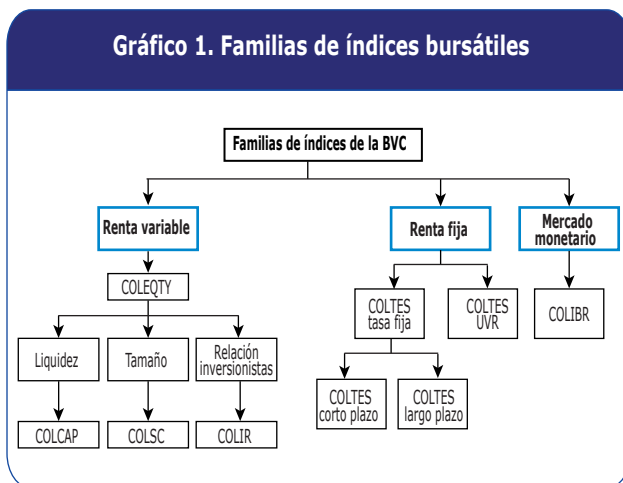 Gráfico 1. Familias de índices bursátiles
Familias de índices de la BVC
Renta variable
Renta fija
Mercado
monetario
COLEQTY
COLTES
tasa fija
COLTES
UVR
COLIBR
Liquidez
Tamaño
Relación
inversionistas
COLTES
corto plazo
COLTES
largo plazo
COLCAP
COLSC
COLIR